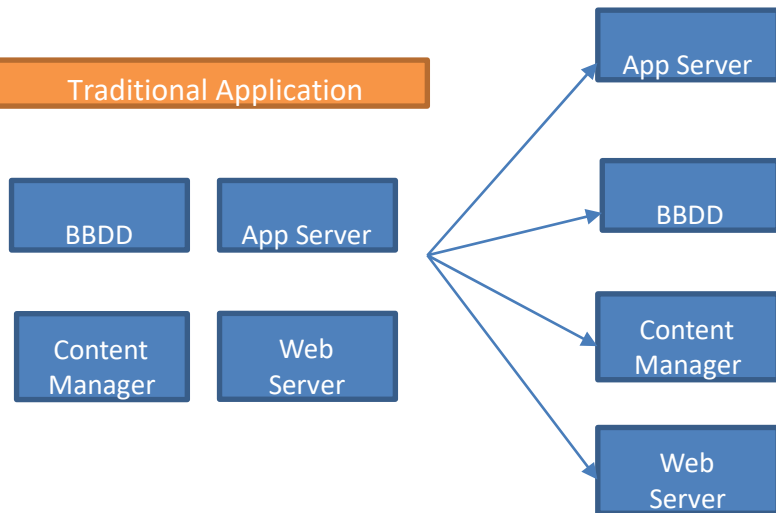 Traditional Application
BBDD
App Server
Content
Manager
Web
Server
App Server
BBDD
Content
Manager
Web
Server